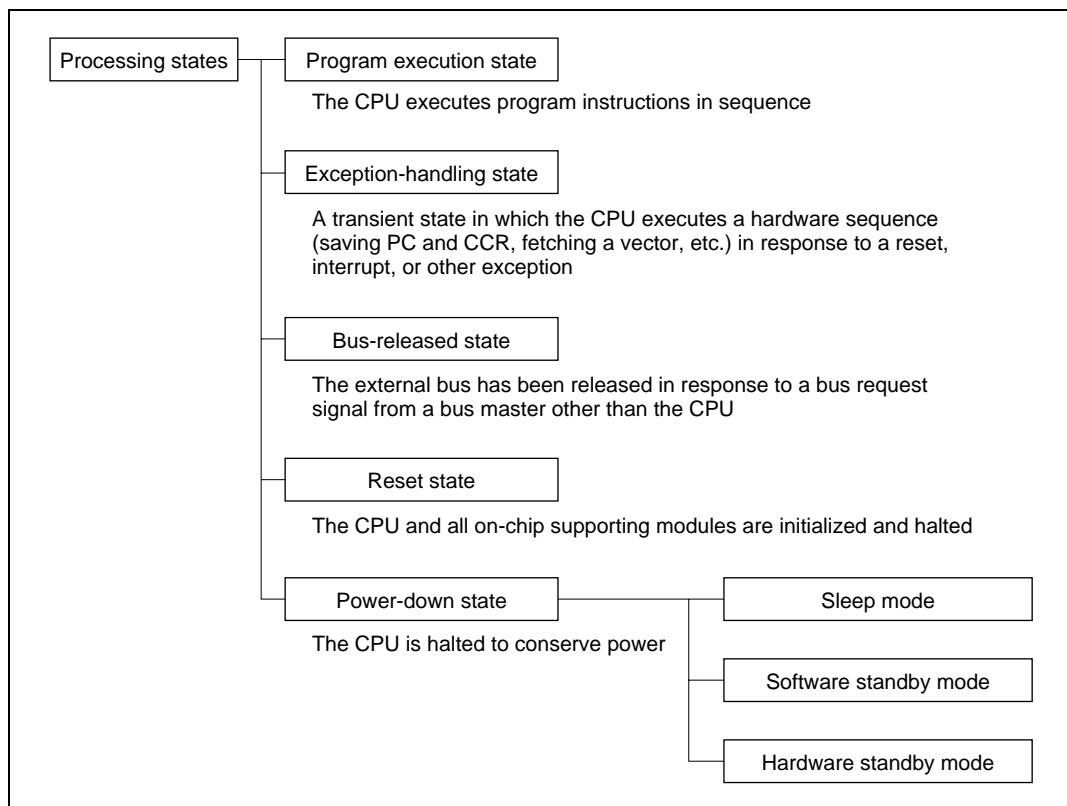 Processing states
Program execution state
The CPU executes program instructions in sequence
Exception-handling state
A transient state in which the CPU executes a hardware sequence
(saving PC and CCR, fetching a vector, etc.) in response to a reset,
interrupt, or other exception
Bus-released state
The external bus has been released in response to a bus request
signal from a bus master other than the CPU
Reset state
The CPU and all on-chip supporting modules are initialized and halted
Power-down state
The CPU is halted to conserve power
Sleep mode
Software standby mode
Hardware standby mode